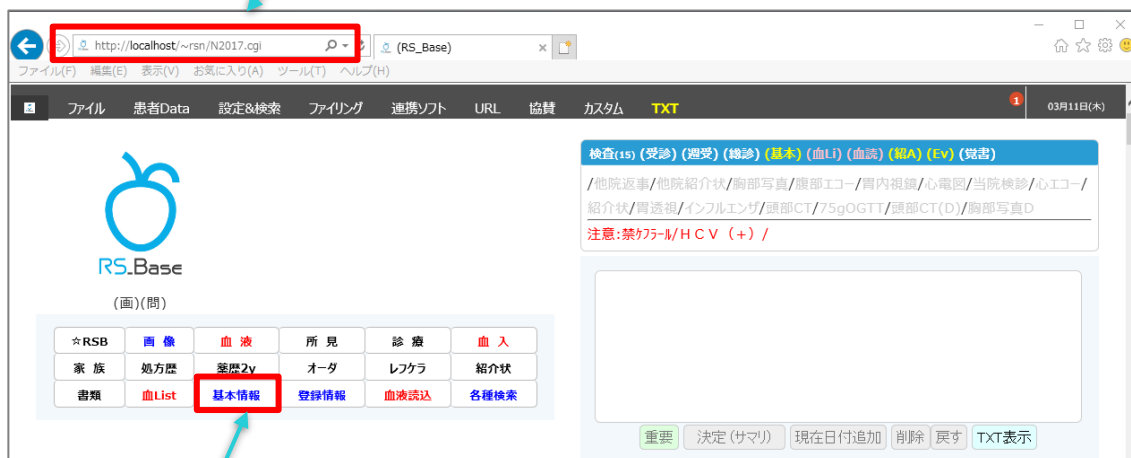 http://localhost/~rsn/N2017.cgi
(RS_Base)
ファイル(F) 編集(E) 表示(V) お気に入り(A) ツール(T) ヘルプ(H)
ファイル 患者Data 設定&検索 ファイリング 連携ソフト URL 協賛 カスタム TXT 1 03月11日(木)
検査(15) (受診) (週受) (総診) (基本) (血Li) (血読) (紹A) (Ev) (覚書)
/他院返事/他院紹介状/胸部写真/腹部エコー/胃内視鏡/心電図/当院検診/心エコー/
紹介状/胃透視/インフルエンザ/頭部CT/75gOGTT/頭部CT(D)/胸部写真D
注意:禁ｹﾌﾗｰﾙ/HCV(+)/
RS_Base
(画)(問)
☆RSB 画像 血液 所見 診療 血入
家族 処方歴 薬歴2y オーダ レフケラ 紹介状
書類 血List 基本情報 登録情報 血液読込 各種検索
重要 決定(サマリ) 現在日付追加 削除 戻す TXT表示